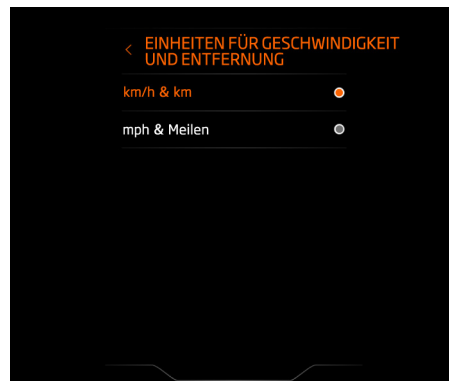 EINHEITEN FÜR GESCHWINDIGKEIT
UND ENTFERNUNG
km/h & km
mph & Meilen